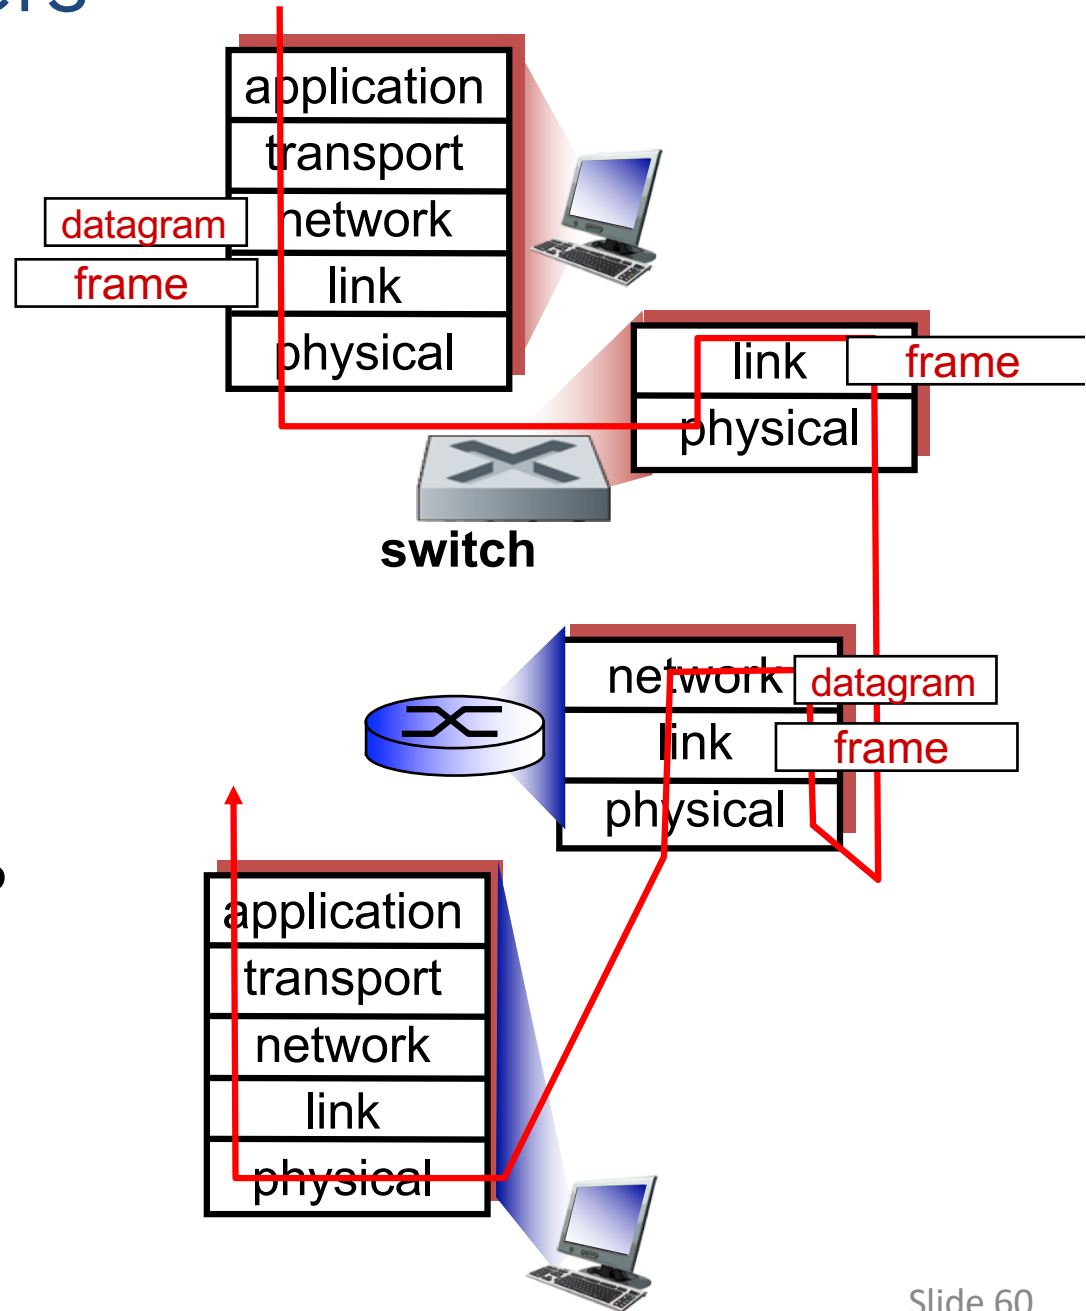 ers
application
transport
datagram
network
frame
link
physical
link
frame
physical
switch
network
datagram
link
frame
physical
application
transport
network
link
physical
Slide 60